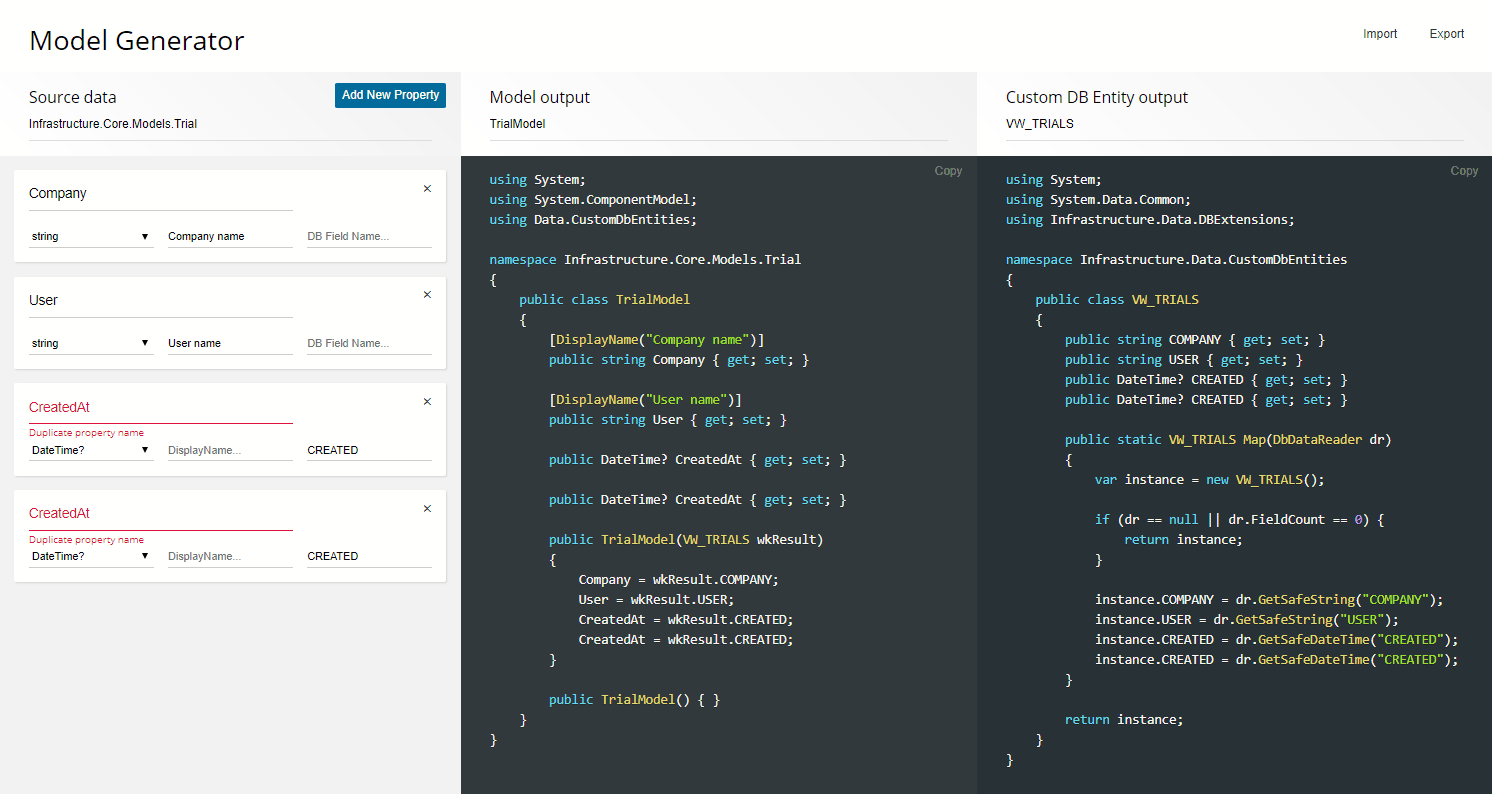 Model Generator
Import Export
Source data
Add New Property
Infrastructure.Core.Models.Trial
Company ×
string ▼ Company name DB Field Name...
User ×
string ▼ User name DB Field Name...
CreatedAt ×
Duplicate property name
DateTime? ▼ DisplayName... CREATED
CreatedAt ×
Duplicate property name
DateTime? ▼ DisplayName... CREATED
Model output
TrialModel
Copy
using System;
using System.ComponentModel;
using Data.CustomDbEntities;
namespace Infrastructure.Core.Models.Trial
{
public class TrialModel
{
[DisplayName("Company name")]
public string Company { get; set; }
[DisplayName("User name")]
public string User { get; set; }
public DateTime? CreatedAt { get; set; }
public DateTime? CreatedAt { get; set; }
public TrialModel(VW_TRIALS wkResult)
{
Company = wkResult.COMPANY;
User = wkResult.USER;
CreatedAt = wkResult.CREATED;
CreatedAt = wkResult.CREATED;
}
public TrialModel() { }
}
}
Custom DB Entity output
VW_TRIALS
Copy
using System;
using System.Data.Common;
using Infrastructure.Data.DBExtensions;
namespace Infrastructure.Data.CustomDbEntities
{
public class VW_TRIALS
{
public string COMPANY { get; set; }
public string USER { get; set; }
public DateTime? CREATED { get; set; }
public DateTime? CREATED { get; set; }
public static VW_TRIALS Map(DbDataReader dr)
{
var instance = new VW_TRIALS();
if (dr == null || dr.FieldCount == 0) {
return instance;
}
instance.COMPANY = dr.GetSafeString("COMPANY");
instance.USER = dr.GetSafeString("USER");
instance.CREATED = dr.GetSafeDateTime("CREATED");
instance.CREATED = dr.GetSafeDateTime("CREATED");
}
return instance;
}
}